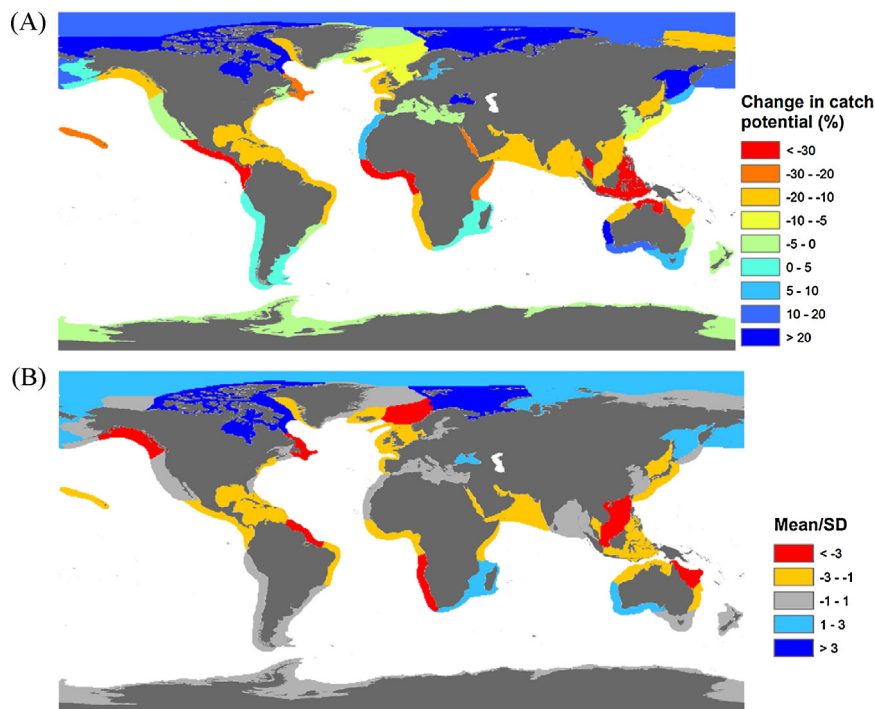 (A)
Change in catch
potential (%)
< -30
-30 - -20
-20 - -10
-10 - -5
-5 - 0
0 - 5
5 - 10
10 - 20
> 20
(B)
Mean/SD
< -3
-3 - -1
-1 - 1
1 - 3
> 3